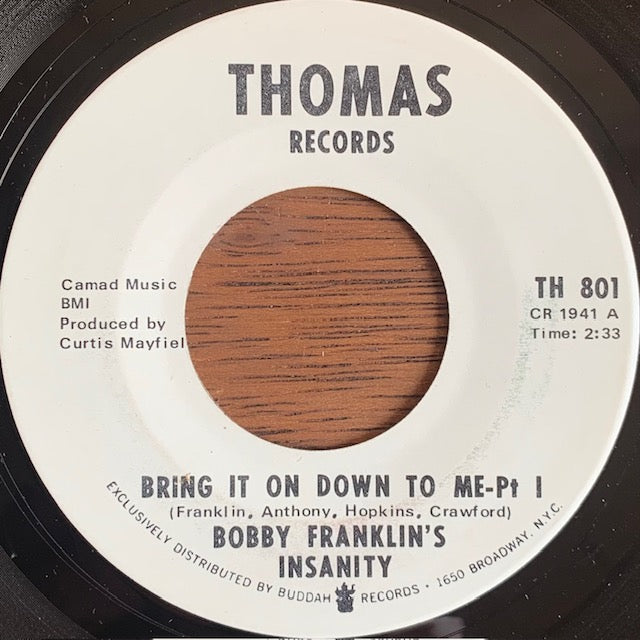 THOMAS
RECORDS
Camad Music
BMI
Produced by
Curtis Mayfiel
TH 801
CR 1941 A
Time: 2:33
BRING IT ON DOWN TO ME-Pt I
(Franklin, Anthony, Hopkins, Crawford)
BOBBY FRANKLIN'S
INSANITY
EXCLUSIVELY DISTRIBUTED BY BUDDAH RECORDS · 1650 BROADWAY, N.Y.C.